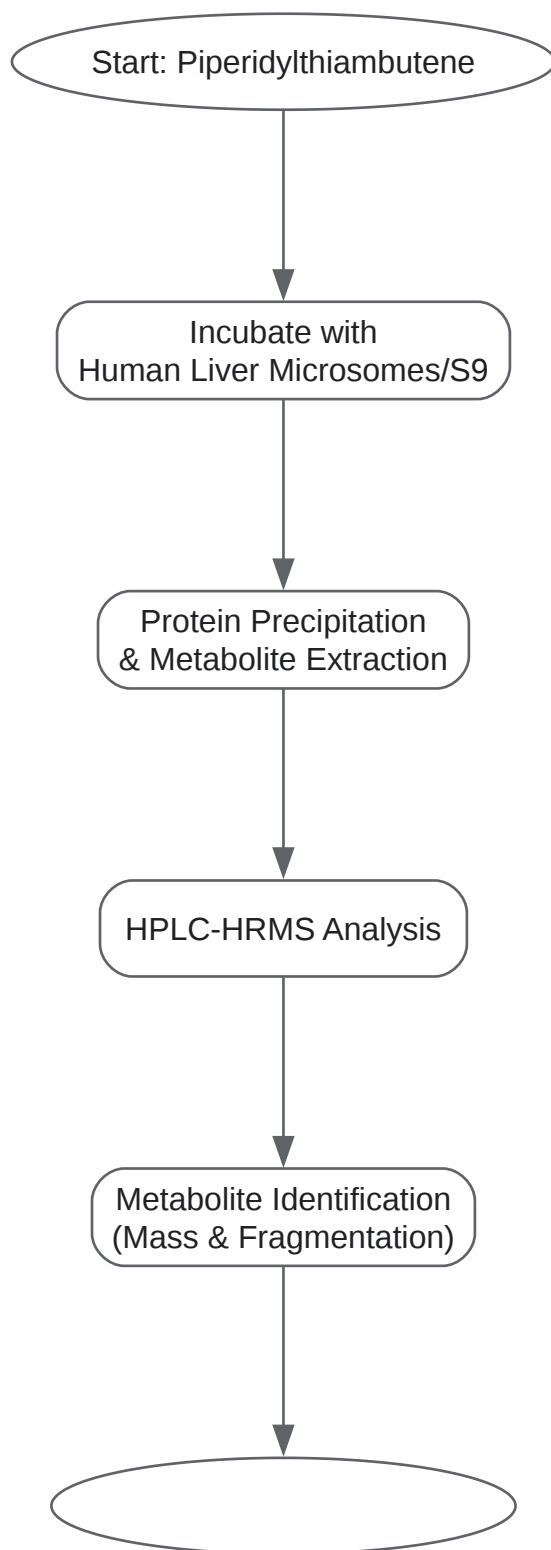 Start: Piperidylthiambutene
Incubate with
Human Liver Microsomes/S9
Protein Precipitation
& Metabolite Extraction
HPLC-HRMS Analysis
Metabolite Identification
(Mass & Fragmentation)